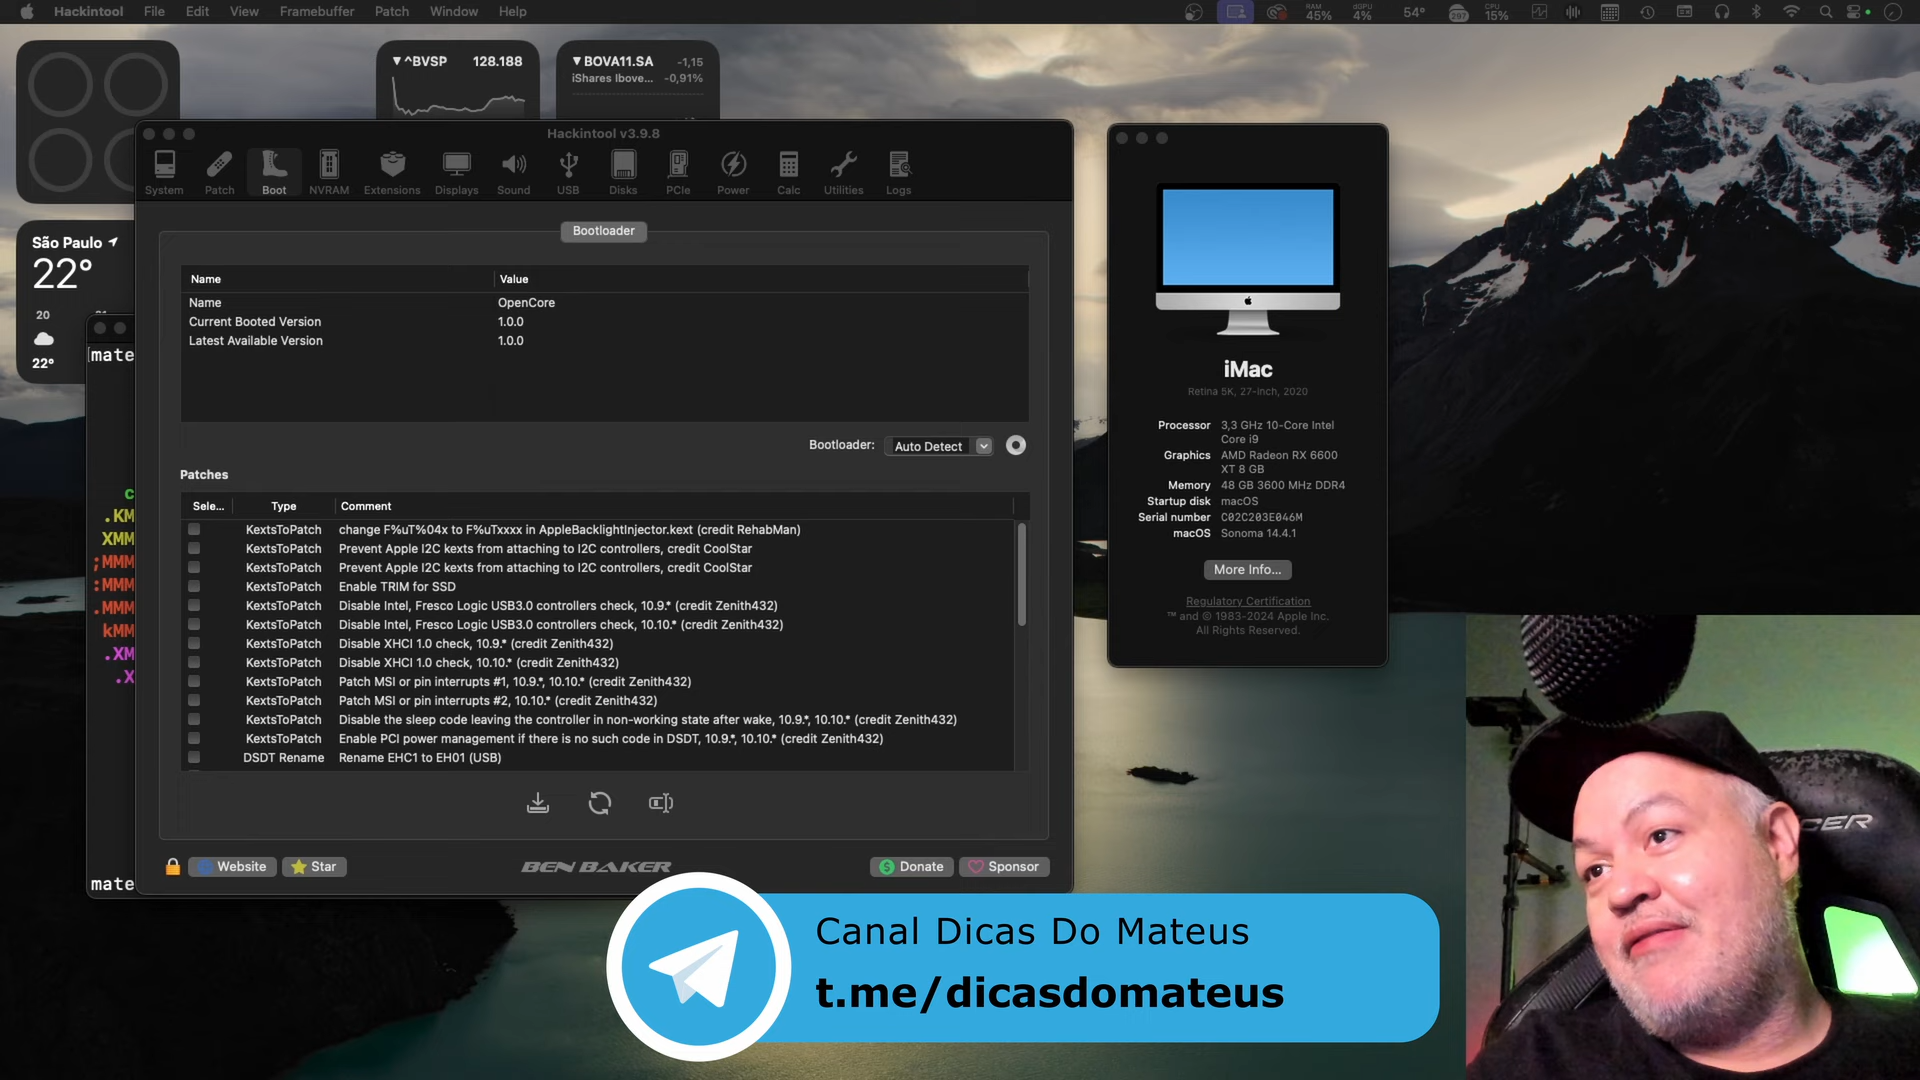 Hackintool File Edit View Framebuffer Patch Window Help
RAM 45% dGPU 4% 54° CPU 15%
▼ ^BVSP 128.188
▼ BOVA11.SA -1,15
iShares Ibove... -0,91%
São Paulo
22°
20
22°
mate
c
.KM
XMM
;MMM
:MMM
.MMM
kMM
.XM
.X
mate
Hackintool v3.9.8
System Patch Boot NVRAM Extensions Displays Sound USB Disks PCIe Power Calc Utilities Logs
Bootloader
Name Value
Name OpenCore
Current Booted Version 1.0.0
Latest Available Version 1.0.0
Bootloader: Auto Detect
Patches
Sele... Type Comment
KextsToPatch change F%uT%04x to F%uTxxxx in AppleBacklightInjector.kext (credit RehabMan)
KextsToPatch Prevent Apple I2C kexts from attaching to I2C controllers, credit CoolStar
KextsToPatch Prevent Apple I2C kexts from attaching to I2C controllers, credit CoolStar
KextsToPatch Enable TRIM for SSD
KextsToPatch Disable Intel, Fresco Logic USB3.0 controllers check, 10.9.* (credit Zenith432)
KextsToPatch Disable Intel, Fresco Logic USB3.0 controllers check, 10.10.* (credit Zenith432)
KextsToPatch Disable XHCI 1.0 check, 10.9.* (credit Zenith432)
KextsToPatch Disable XHCI 1.0 check, 10.10.* (credit Zenith432)
KextsToPatch Patch MSI or pin interrupts #1, 10.9.*, 10.10.* (credit Zenith432)
KextsToPatch Patch MSI or pin interrupts #2, 10.10.* (credit Zenith432)
KextsToPatch Disable the sleep code leaving the controller in non-working state after wake, 10.9.*, 10.10.* (credit Zenith432)
KextsToPatch Enable PCI power management if there is no such code in DSDT, 10.9.*, 10.10.* (credit Zenith432)
DSDT Rename Rename EHC1 to EH01 (USB)
Website Star BEN BAKER Donate Sponsor
iMac
Retina 5K, 27-inch, 2020
Processor 3,3 GHz 10-Core Intel
Core i9
Graphics AMD Radeon RX 6600
XT 8 GB
Memory 48 GB 3600 MHz DDR4
Startup disk macOS
Serial number C02C203E046M
macOS Sonoma 14.4.1
More Info...
Regulatory Certification
™ and © 1983-2024 Apple Inc.
All Rights Reserved.
Canal Dicas Do Mateus
t.me/dicasdomateus
CER